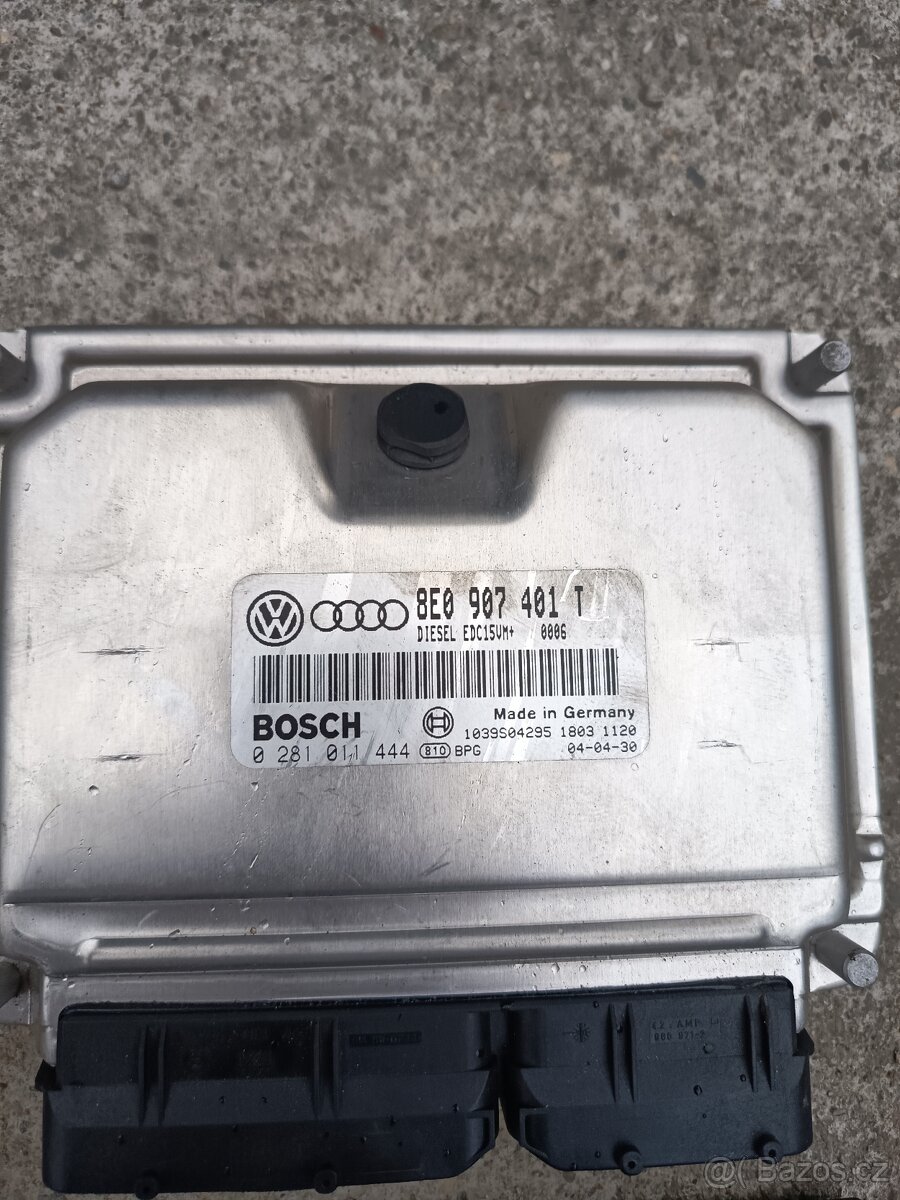 8E0 907 401 T
DIESEL EDC15VM+ 0006
BOSCH
Made in Germany
1039S04295 1803 1120
0 281 011 444 810 BPG 04-04-30
@ Bazos.cz